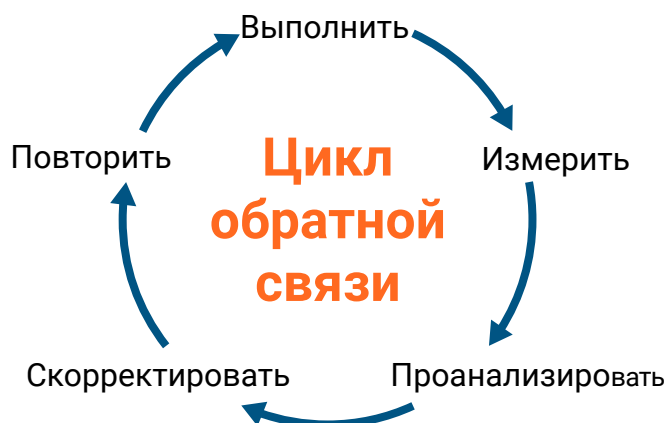 Выполнить
Измерить
Проанализировать
Скорректировать
Повторить
Цикл
обратной
связи